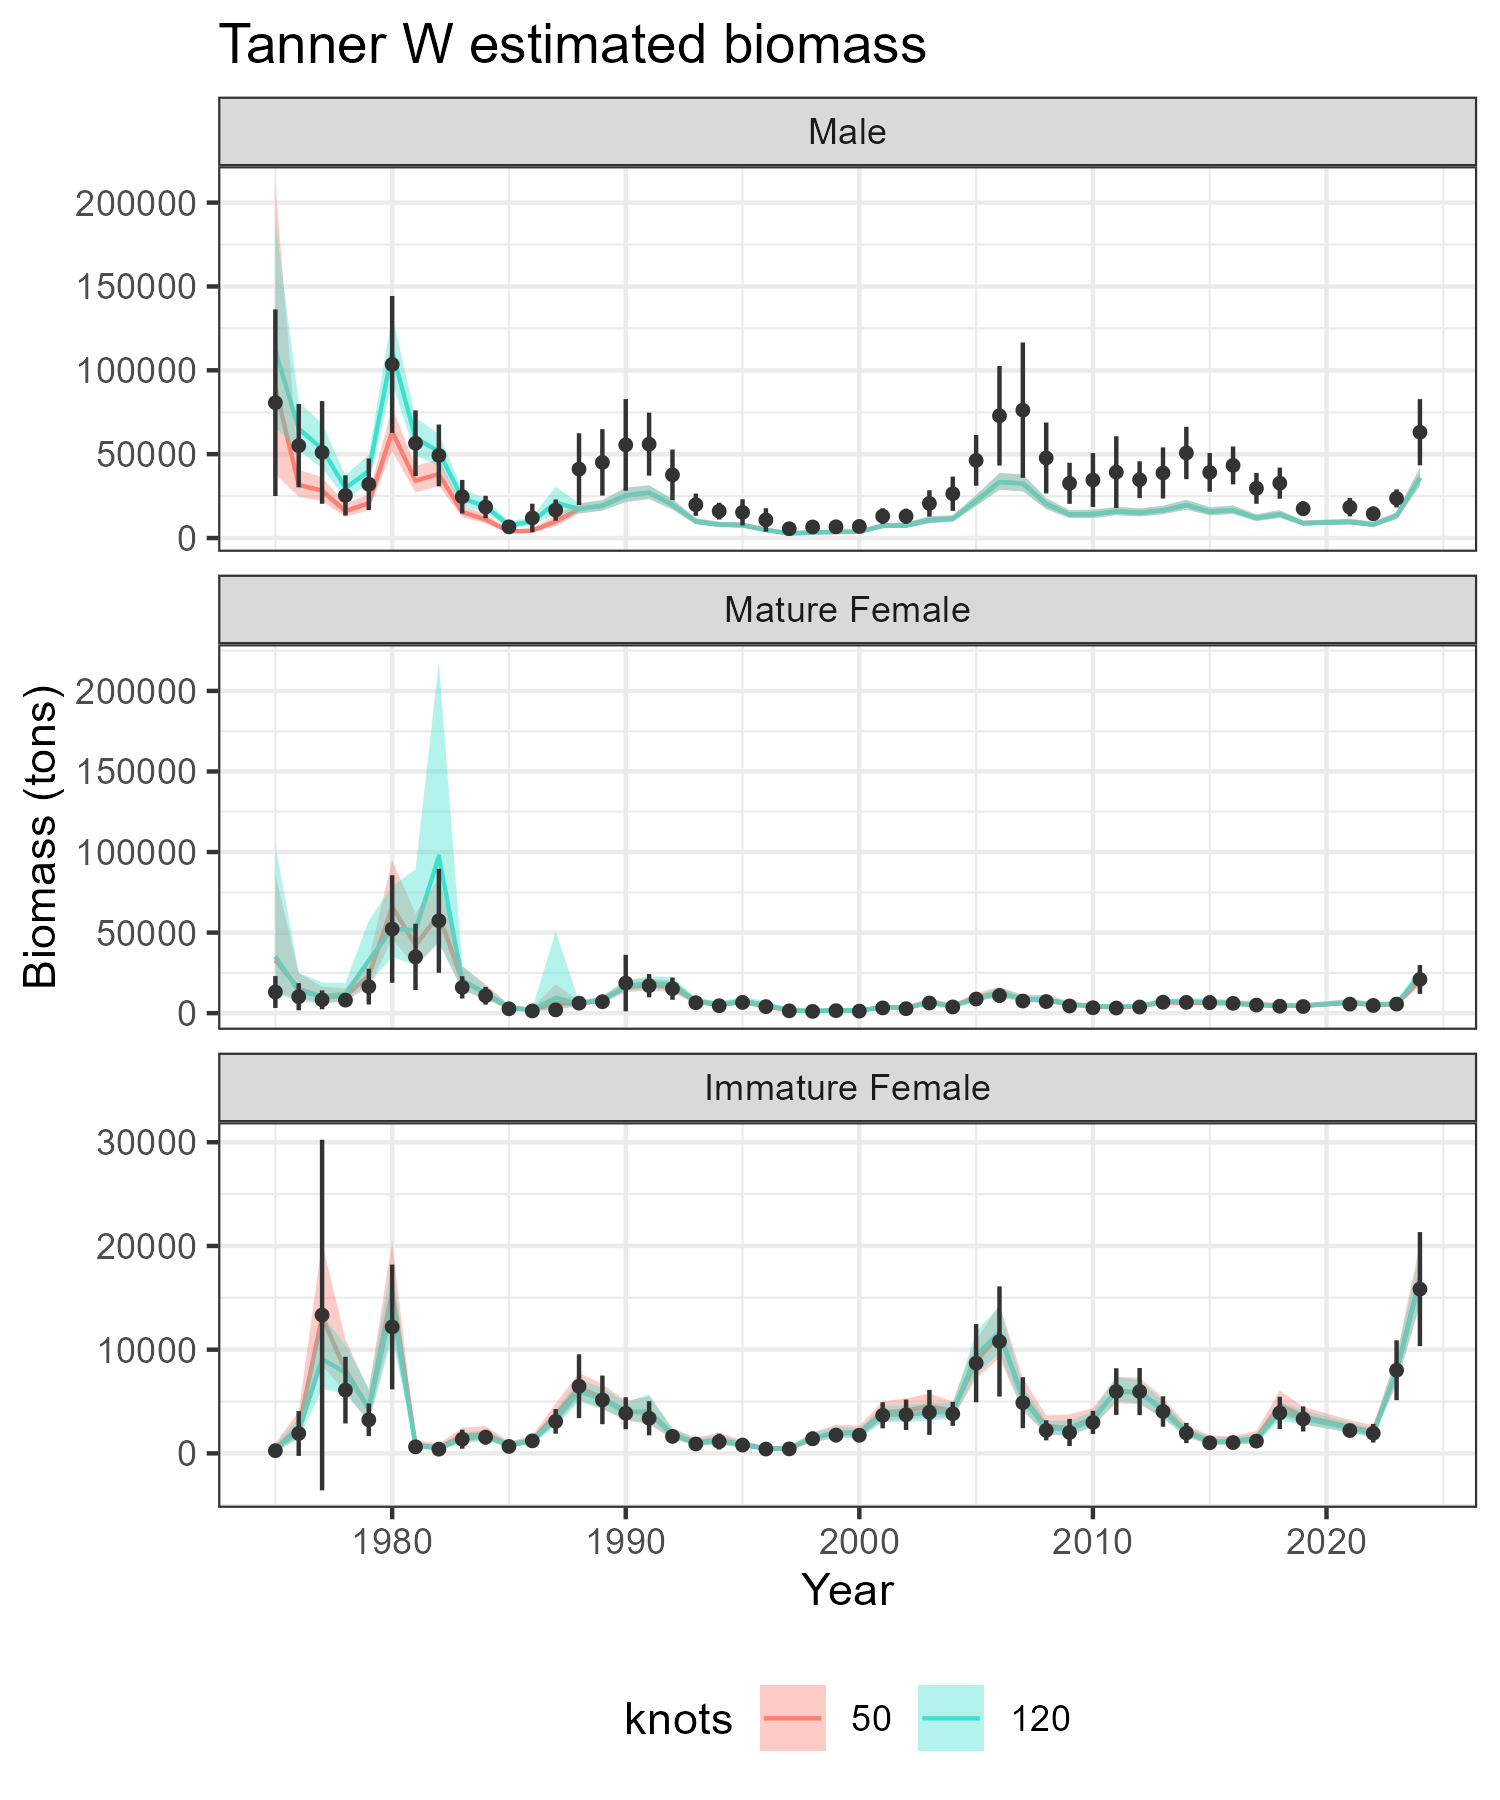 Tanner W estimated biomass
Male
200000
150000
100000
50000
0
Mature Female
200000
150000
100000
50000
0
Biomass (tons)
Immature Female
30000
20000
10000
0
1980 1990 2000 2010 2020
Year
knots 50 120